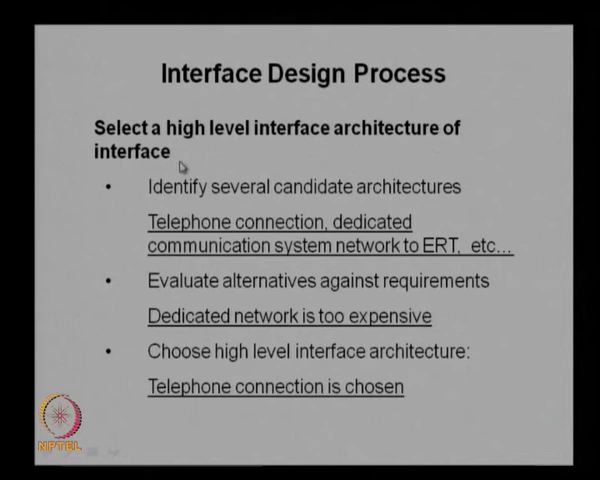 Interface Design Process
Select a high level interface architecture of
interface
• Identify several candidate architectures
Telephone connection, dedicated
communication system network to ERT, etc...
• Evaluate alternatives against requirements
Dedicated network is too expensive
• Choose high level interface architecture:
Telephone connection is chosen
NPTEL